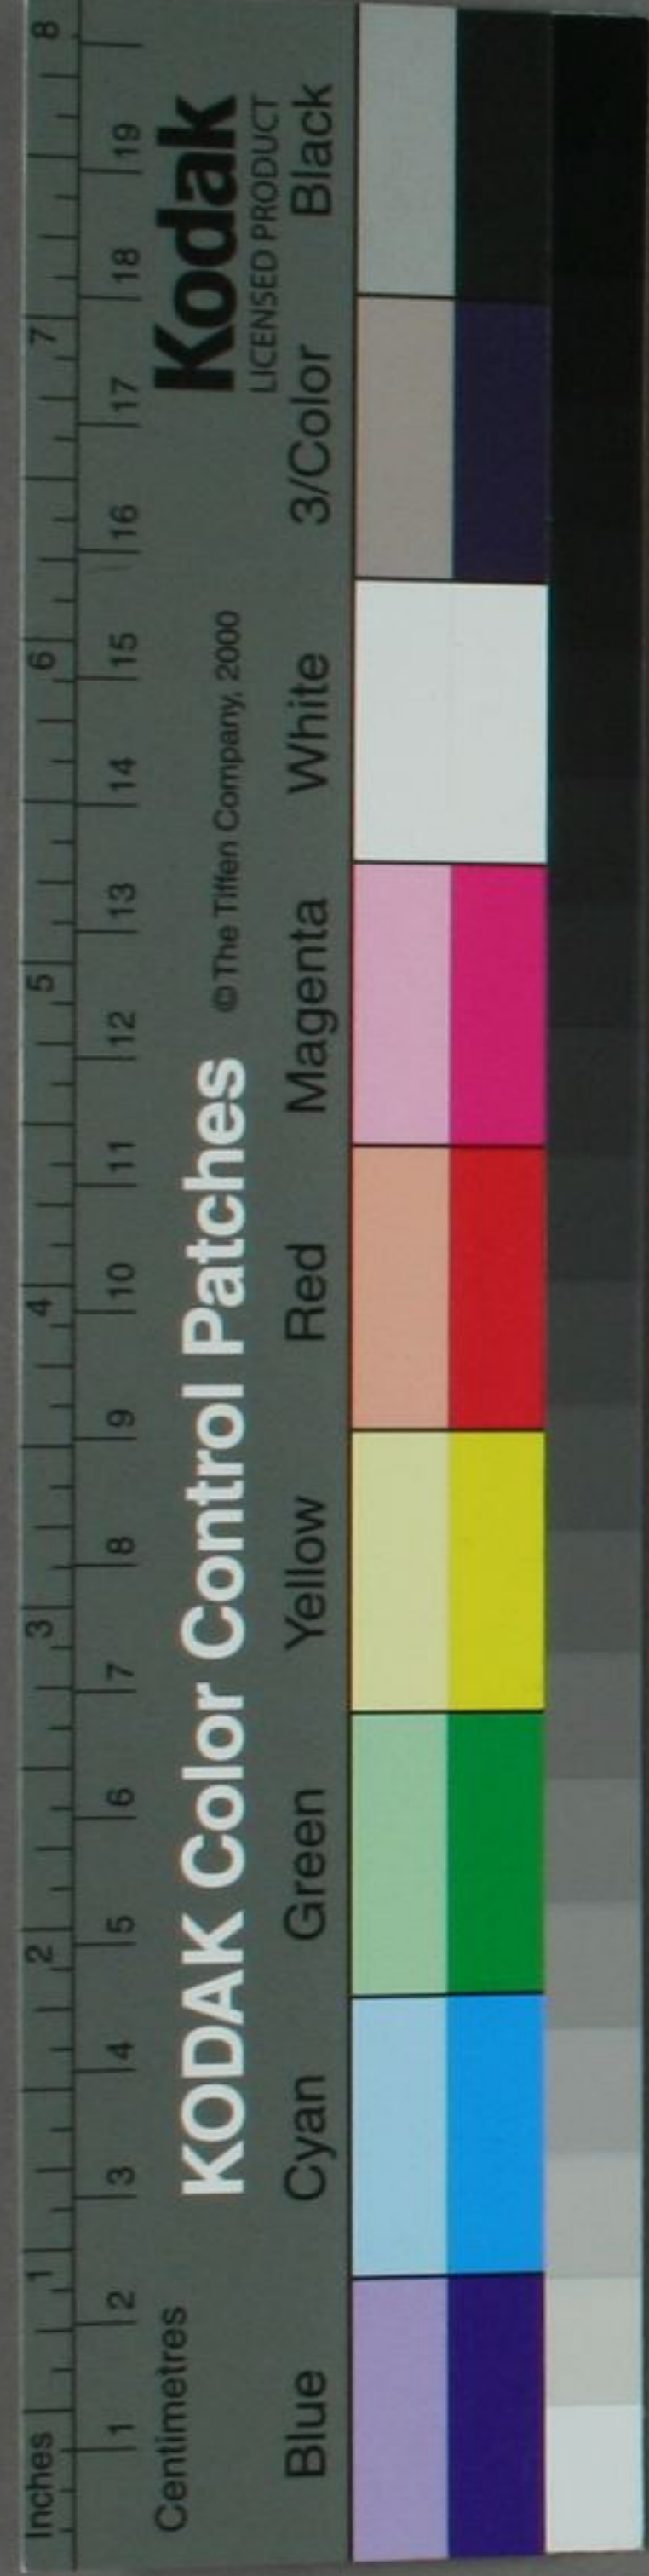 Inches 1 2 3 4 5 6 7 8
1 2 3 4 5 6 7 8 9 10 11 12 13 14 15 16 17 18 19
Centimetres
KODAK Color Control Patches
© The Tiffen Company, 2000
Kodak
LICENSED PRODUCT
Blue Cyan Green Yellow Red Magenta White 3/Color Black